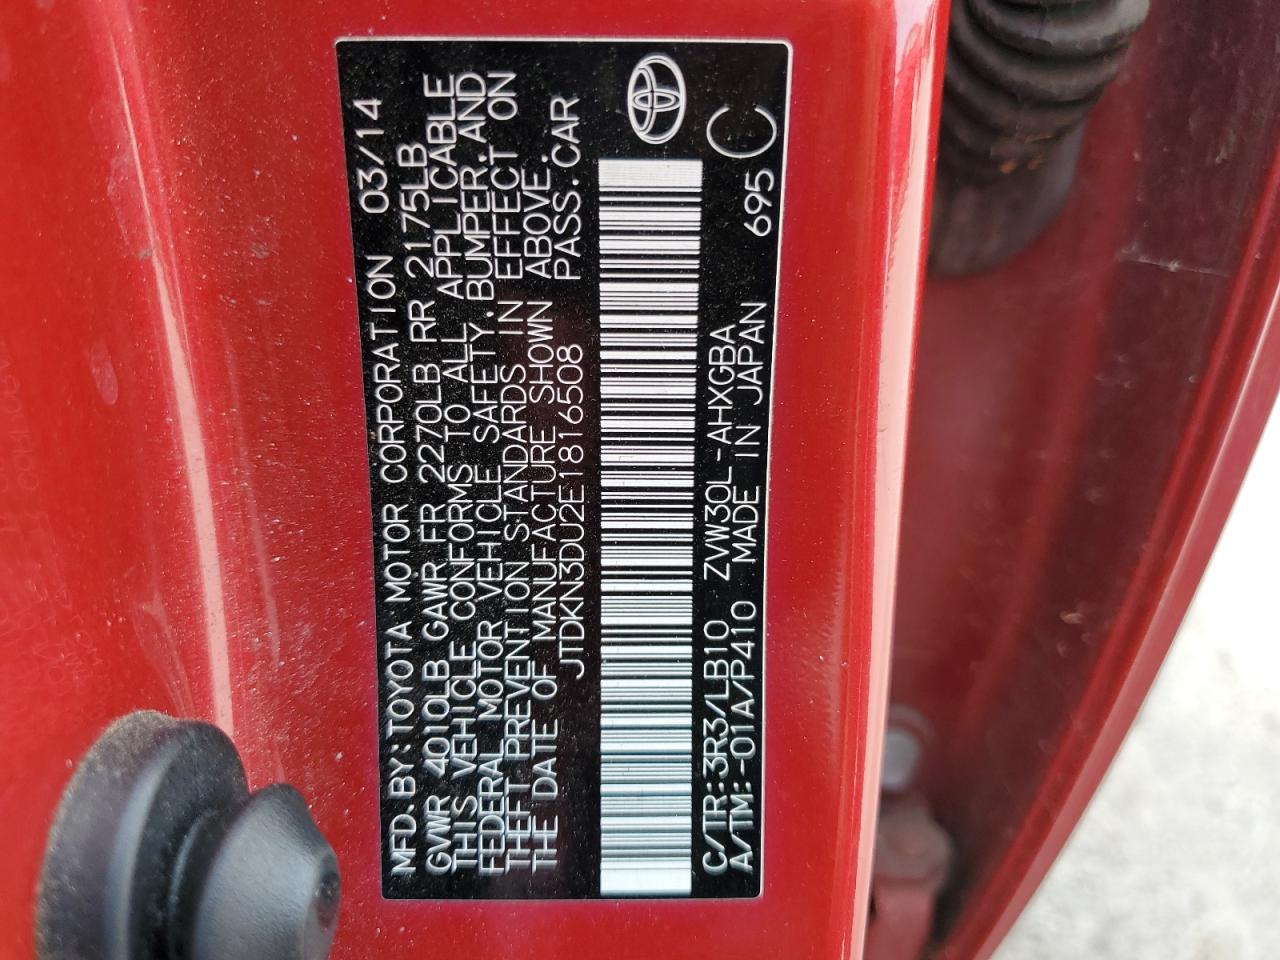 MFD.BY:TOYOTA MOTOR CORPORATION 03/14
GVWR 4010LB GAWR FR 2270LB RR 2175LB
THIS VEHICLE CONFORMS TO ALL APPLICABLE
FEDERAL MOTOR VEHICLE SAFETY,BUMPER,AND
THEFT PREVENTION STANDARDS IN EFFECT ON
THE DATE OF MANUFACTURE SHOWN ABOVE.
JTDKN3DU2E1816508 PASS.CAR
C/TR:3R3/LB10 ZVW30L-AHXGBA
A/TM:-01A/P410 MADE IN JAPAN 695 C